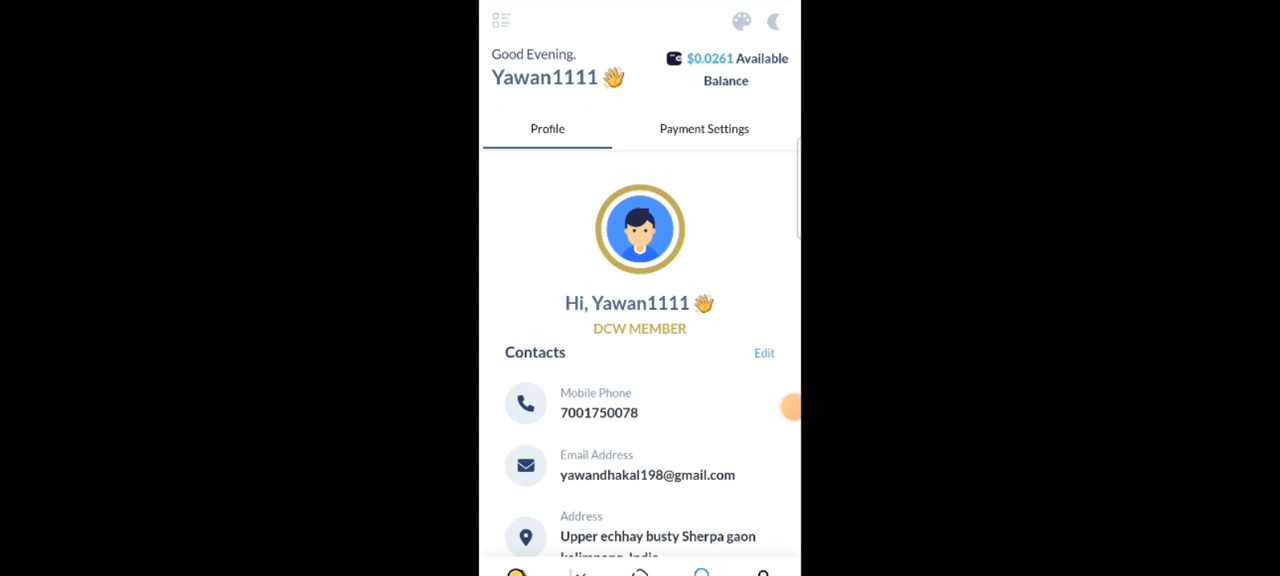 Good Evening.
Yawan1111 👋
$0.0261 Available
Balance
Profile
Payment Settings
Hi, Yawan1111 👋
DCW MEMBER
Contacts
Edit
Mobile Phone
7001750078
Email Address
yawandhakal198@gmail.com
Address
Upper echhay busty Sherpa gaon
kalimpong, India